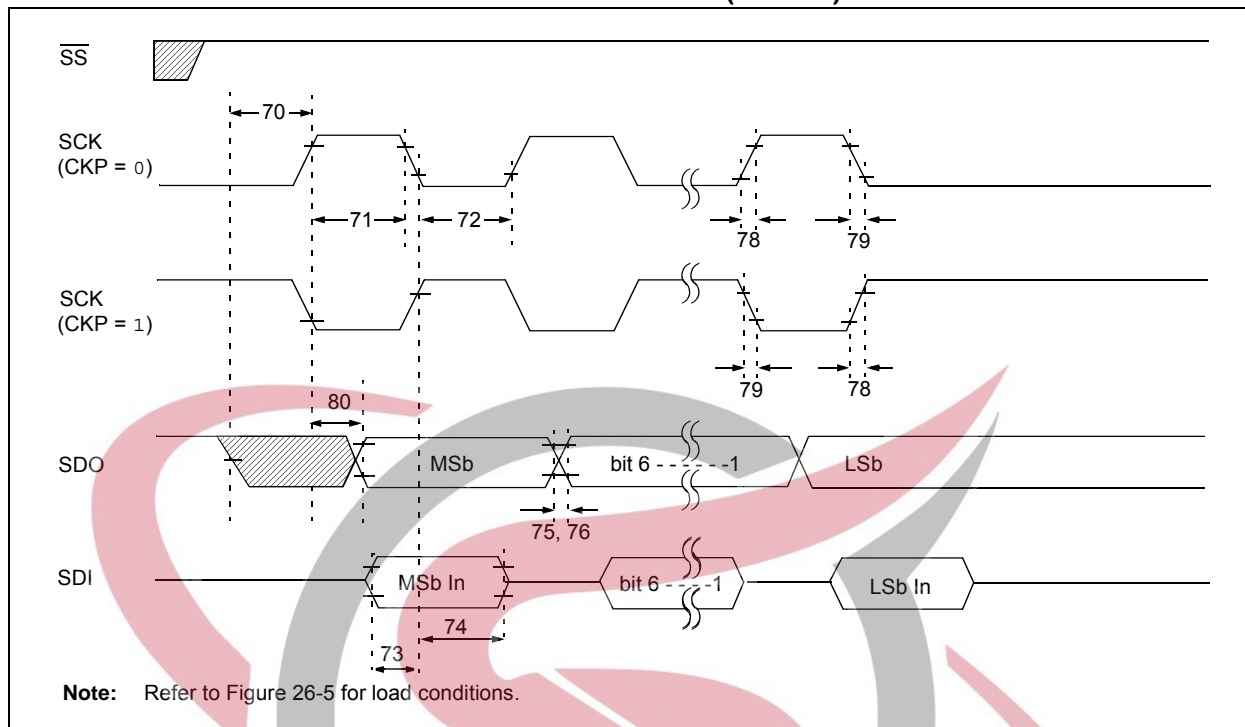 SS
70
SCK
(CKP = 0)
71
72
78
79
SCK
(CKP = 1)
79
78
80
SDO
MSb
bit 6 - - - - - -1
LSb
75, 76
SDI
MSb In
bit 6 - - - - -1
LSb In
74
73
Note: Refer to Figure 26-5 for load conditions.